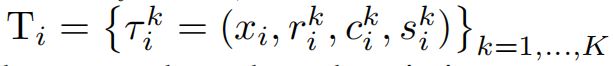 T_i = {τ_i^k = (x_i, r_i^k, c_i^k, s_i^k)}_{k=1,...,K}